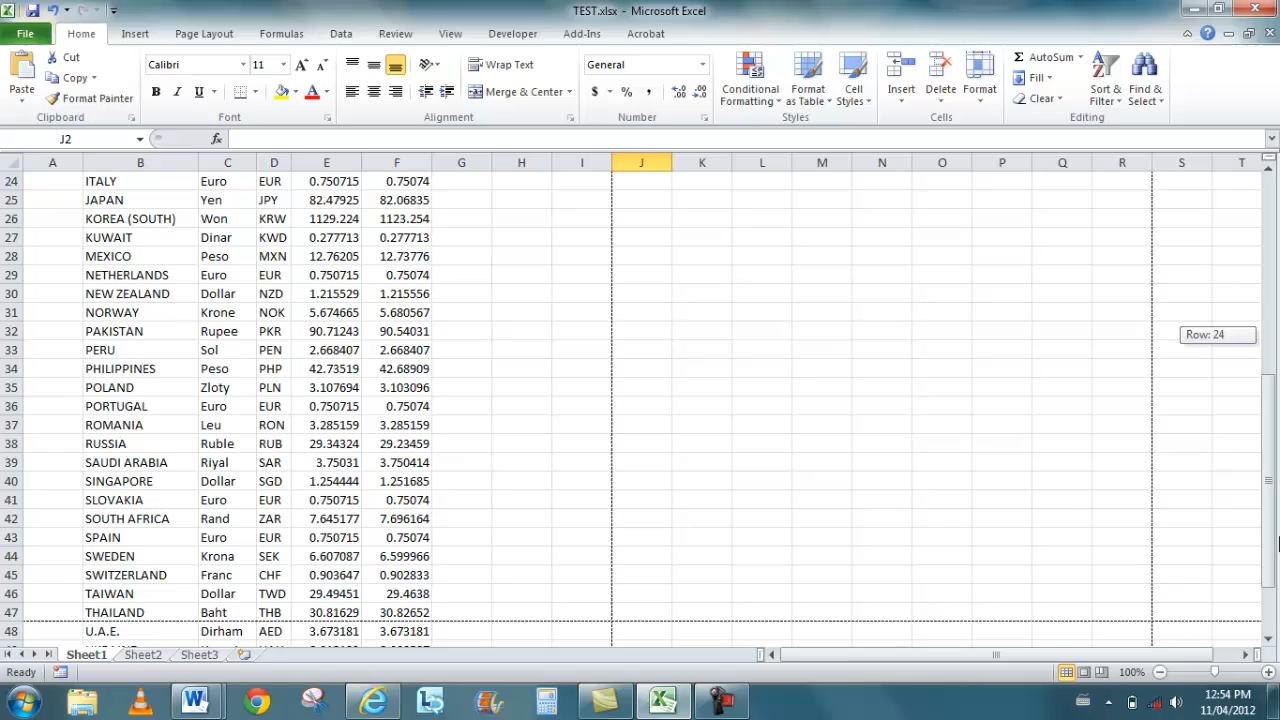 TEST.xlsx - Microsoft Excel
File Home Insert Page Layout Formulas Data Review View Developer Add-Ins Acrobat
Paste Cut Copy Format Painter Clipboard
Calibri 11 A A B I U A Font
Wrap Text Merge & Center Alignment
General $ % , .0 .00 .00 .0 Number
Conditional Formatting Format as Table Cell Styles Styles
Insert Delete Format Cells
Σ AutoSum Fill Clear Sort & Filter Find & Select Editing
J2 fx
A B C D E F G H I J K L M N O P Q R S T
24 ITALY Euro EUR 0.750715 0.75074
25 JAPAN Yen JPY 82.47925 82.06835
26 KOREA (SOUTH) Won KRW 1129.224 1123.254
27 KUWAIT Dinar KWD 0.277713 0.277713
28 MEXICO Peso MXN 12.76205 12.73776
29 NETHERLANDS Euro EUR 0.750715 0.75074
30 NEW ZEALAND Dollar NZD 1.215529 1.215556
31 NORWAY Krone NOK 5.674665 5.680567
32 PAKISTAN Rupee PKR 90.71243 90.54031
Row: 24
33 PERU Sol PEN 2.668407 2.668407
34 PHILIPPINES Peso PHP 42.73519 42.68909
35 POLAND Zloty PLN 3.107694 3.103096
36 PORTUGAL Euro EUR 0.750715 0.75074
37 ROMANIA Leu RON 3.285159 3.285159
38 RUSSIA Ruble RUB 29.34324 29.23459
39 SAUDI ARABIA Riyal SAR 3.75031 3.750414
40 SINGAPORE Dollar SGD 1.254444 1.251685
41 SLOVAKIA Euro EUR 0.750715 0.75074
42 SOUTH AFRICA Rand ZAR 7.645177 7.696164
43 SPAIN Euro EUR 0.750715 0.75074
44 SWEDEN Krona SEK 6.607087 6.599966
45 SWITZERLAND Franc CHF 0.903647 0.902833
46 TAIWAN Dollar TWD 29.49451 29.4638
47 THAILAND Baht THB 30.81629 30.82652
48 U.A.E. Dirham AED 3.673181 3.673181
Sheet1 Sheet2 Sheet3
Ready 100%
12:54 PM
11/04/2012